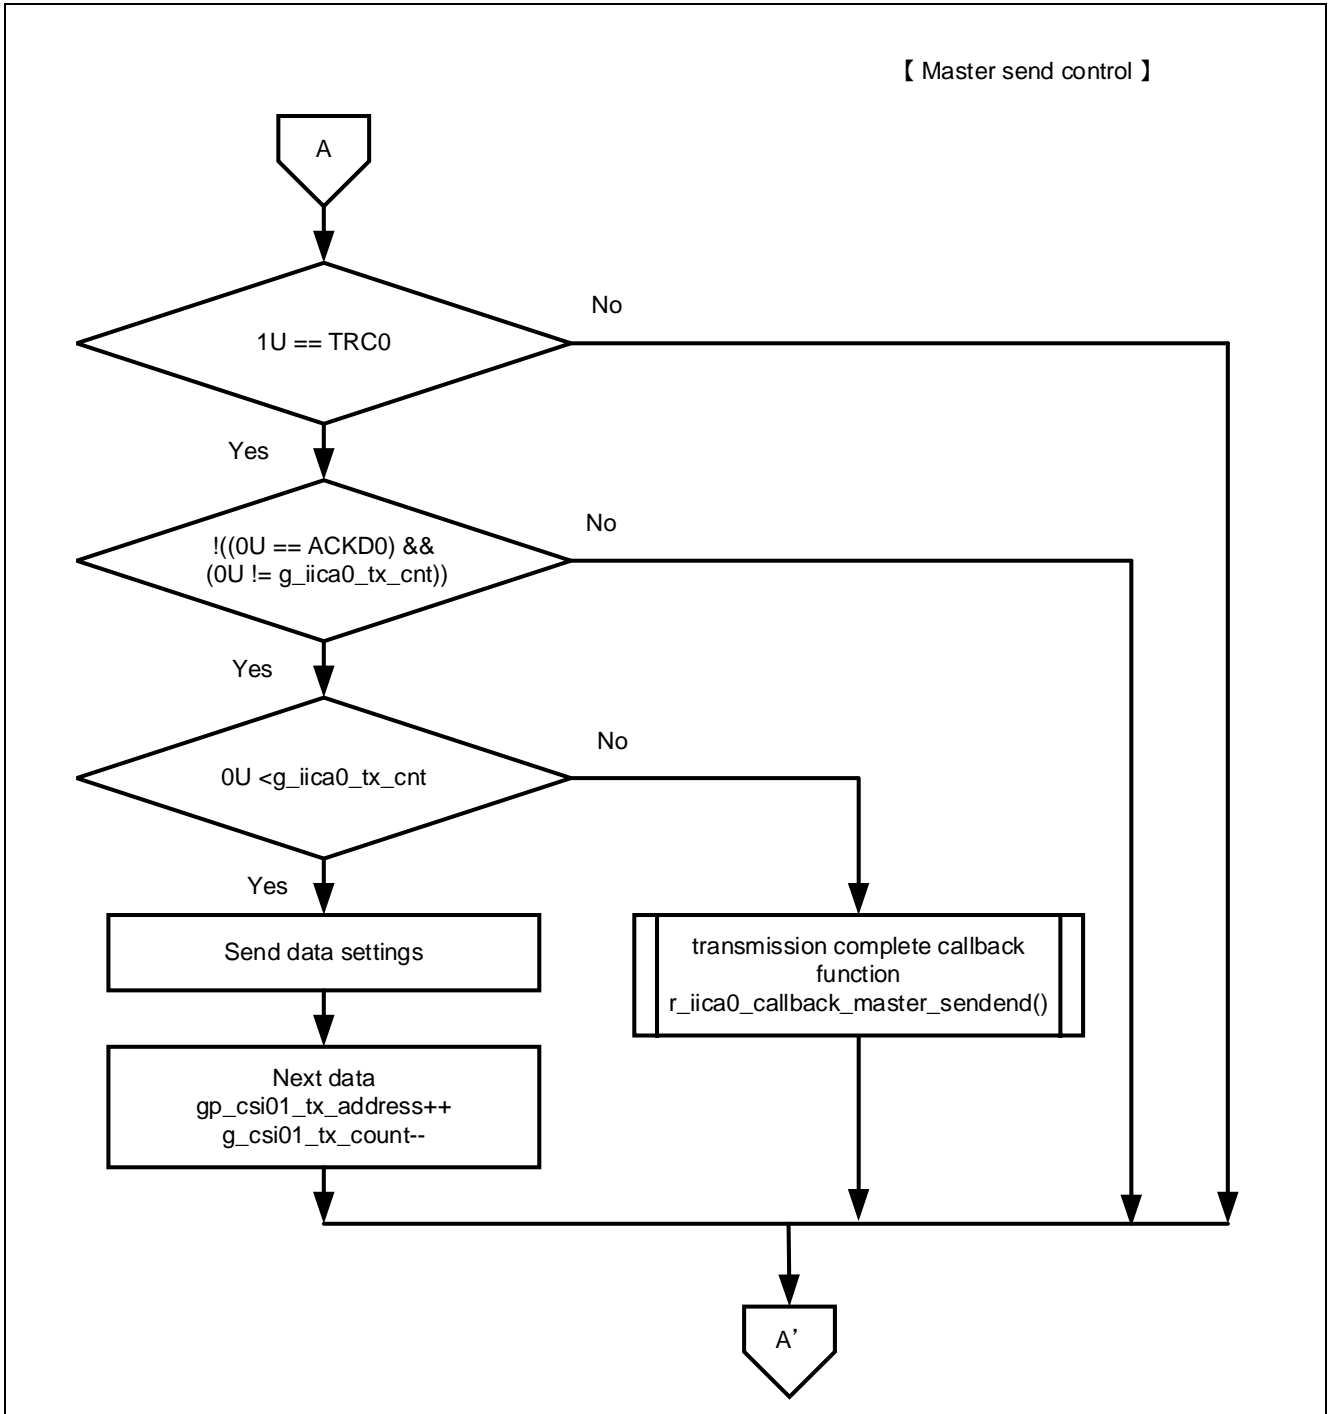 【 Master send control 】
A
1U == TRC0
No
Yes
!((0U == ACKD0) &&
(0U != g_iica0_tx_cnt))
No
Yes
0U <g_iica0_tx_cnt
No
Yes
Send data settings
transmission complete callback
function
r_iica0_callback_master_sendend()
Next data
gp_csi01_tx_address++
g_csi01_tx_count--
A’